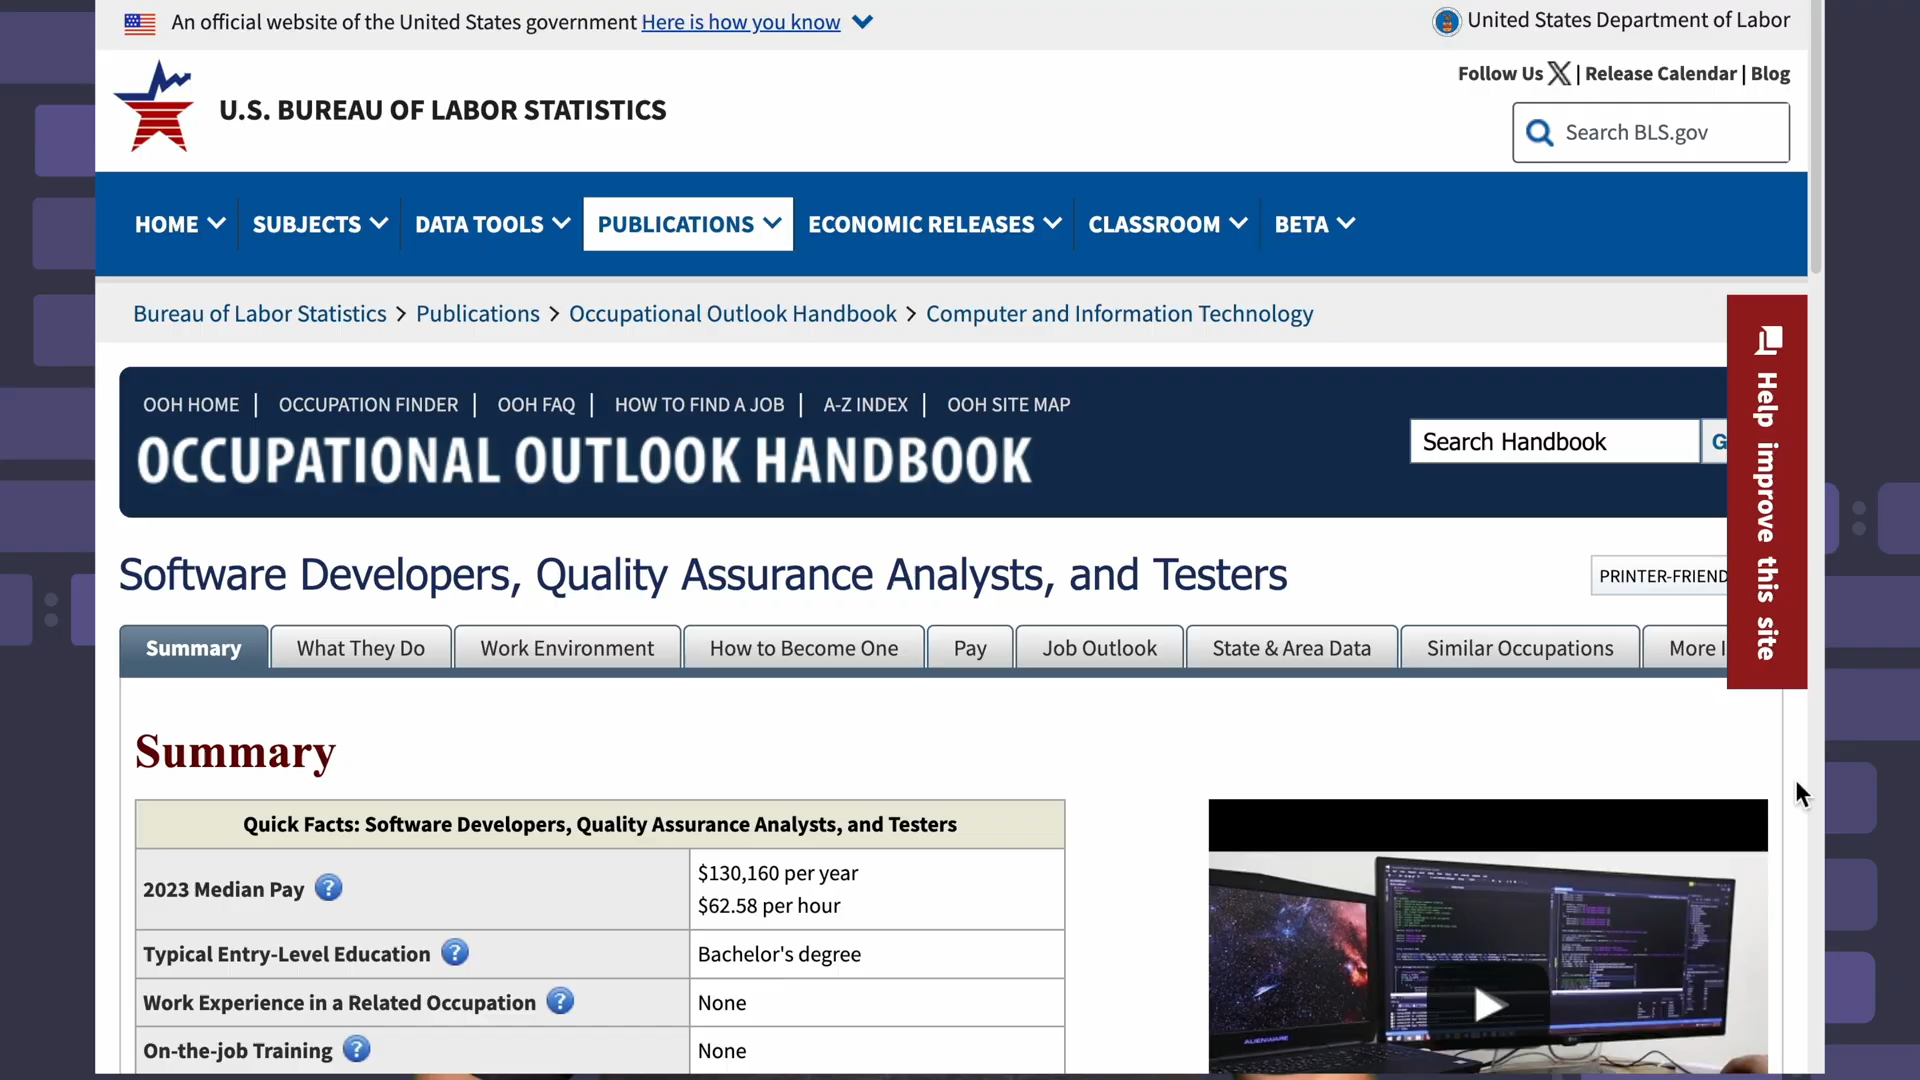 An official website of the United States government Here is how you know
United States Department of Labor
Follow Us X | Release Calendar | Blog
U.S. BUREAU OF LABOR STATISTICS
Search BLS.gov
HOME SUBJECTS DATA TOOLS PUBLICATIONS ECONOMIC RELEASES CLASSROOM BETA
Bureau of Labor Statistics > Publications > Occupational Outlook Handbook > Computer and Information Technology
Help improve this site
OOH HOME | OCCUPATION FINDER | OOH FAQ | HOW TO FIND A JOB | A-Z INDEX | OOH SITE MAP
OCCUPATIONAL OUTLOOK HANDBOOK
Search Handbook G
Software Developers, Quality Assurance Analysts, and Testers
PRINTER-FRIEND
Summary What They Do Work Environment How to Become One Pay Job Outlook State & Area Data Similar Occupations More I
Summary
Quick Facts: Software Developers, Quality Assurance Analysts, and Testers
2023 Median Pay ? $130,160 per year
$62.58 per hour
Typical Entry-Level Education ? Bachelor's degree
Work Experience in a Related Occupation ? None
On-the-job Training ? None
ALIENWARE